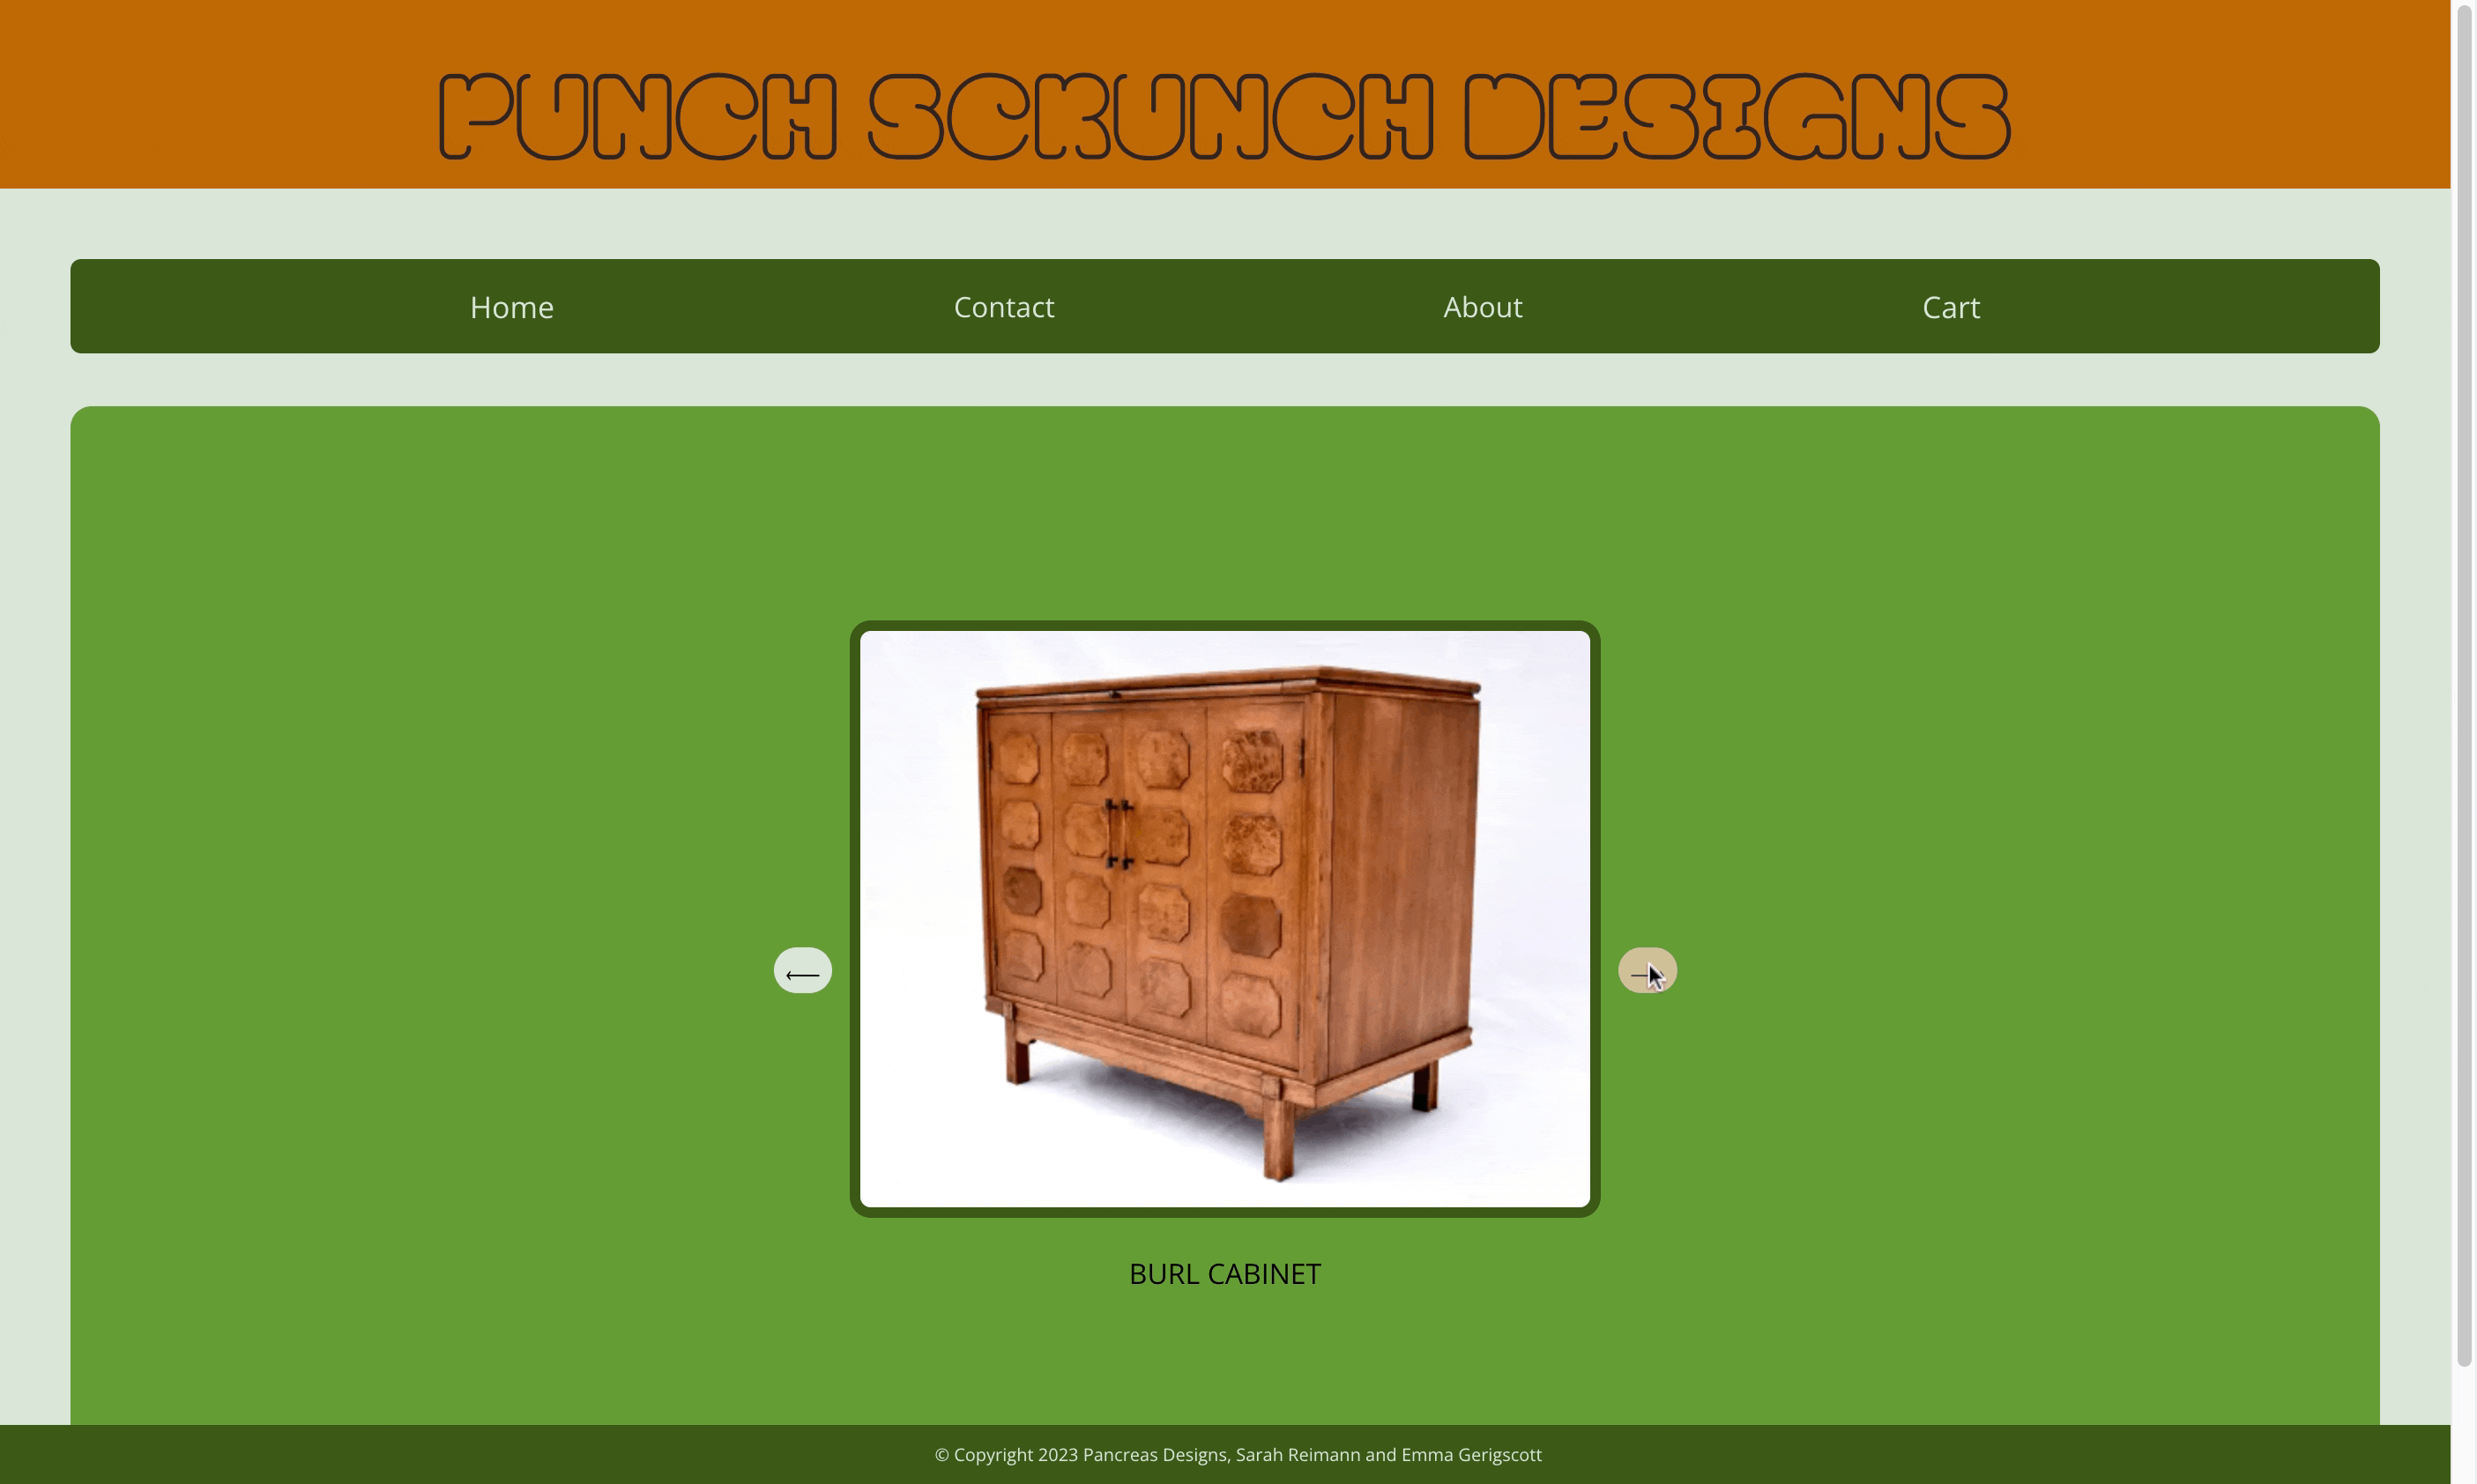 PUNCH SCRUNCH DESIGNS
Home Contact About Cart
BURL CABINET
© Copyright 2023 Pancreas Designs, Sarah Reimann and Emma Gerigscott